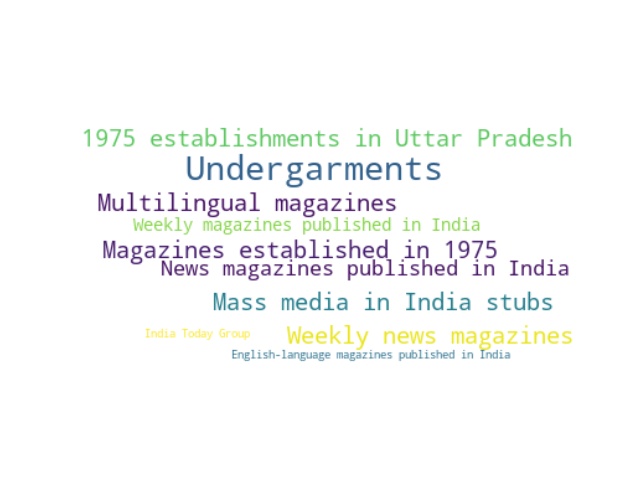 1975 establishments in Uttar Pradesh
Undergarments
Multilingual magazines
Weekly magazines published in India
Magazines established in 1975
News magazines published in India
Mass media in India stubs
India Today Group
Weekly news magazines
English-language magazines published in India